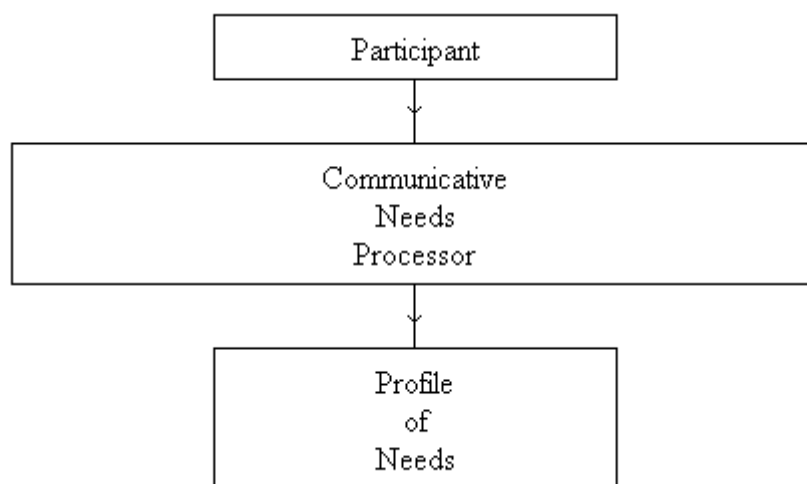 Participant
Communicative
Needs
Processor
Profile
of
Needs